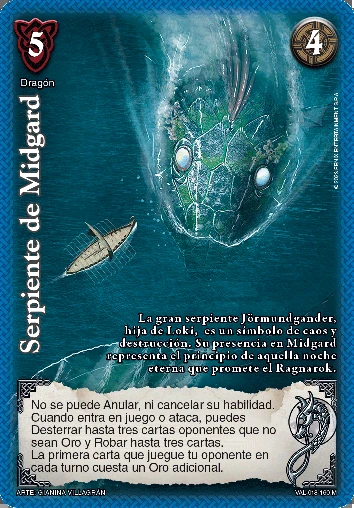 5
4
Dragón
Serpiente de Midgard
La gran serpiente Jörmundgander,
hija de Loki, es un símbolo de caos y
destrucción. Su presencia en Midgard
representa el principio de aquella noche
eterna que promete el Ragnarok.
No se puede Anular, ni cancelar su habilidad.
Cuando entra en juego o ataca, puedes
Desterrar hasta tres cartas oponentes que no
sean Oro y Robar hasta tres cartas.
La primera carta que juegue tu oponente en
cada turno cuesta un Oro adicional.
ARTE: GIANINA VILLAGRÁN
VAL 018-160 M